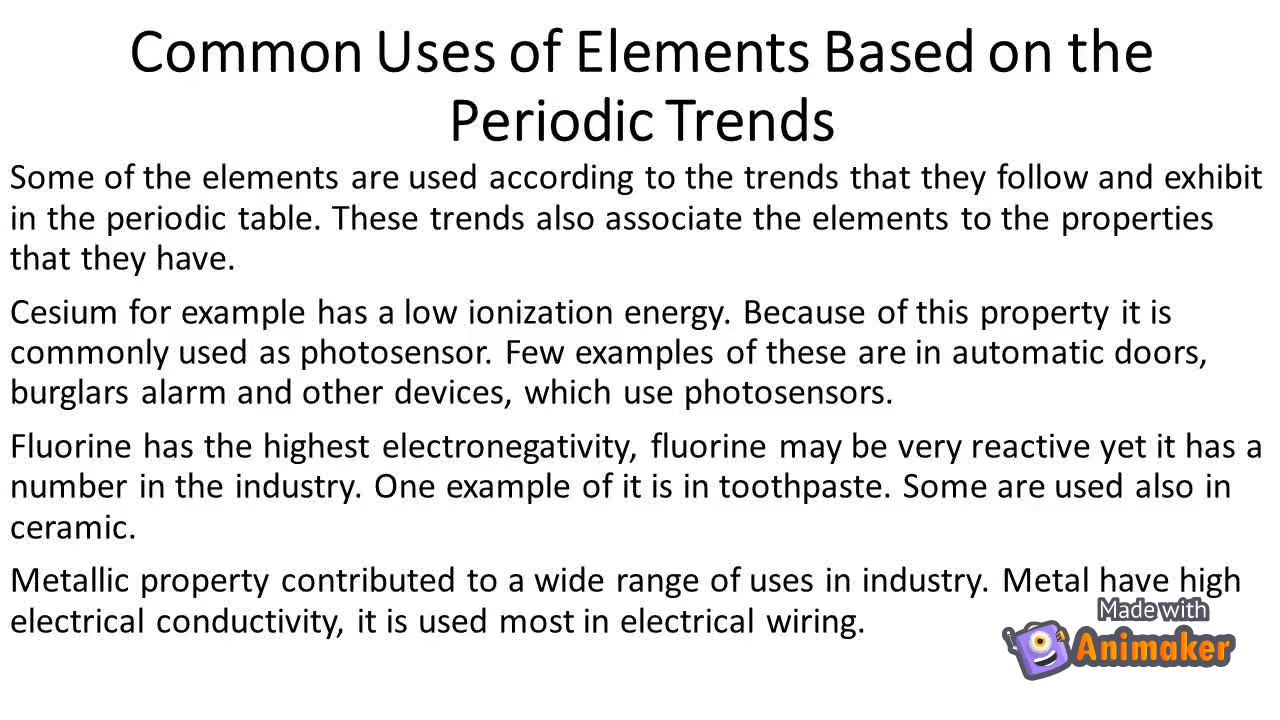 Common Uses of Elements Based on the
Periodic Trends
Some of the elements are used according to the trends that they follow and exhibit
in the periodic table. These trends also associate the elements to the properties
that they have.
Cesium for example has a low ionization energy. Because of this property it is
commonly used as photosensor. Few examples of these are in automatic doors,
burglars alarm and other devices, which use photosensors.
Fluorine has the highest electronegativity, fluorine may be very reactive yet it has a
number in the industry. One example of it is in toothpaste. Some are used also in
ceramic.
Metallic property contributed to a wide range of uses in industry. Metal have high
electrical conductivity, it is used most in electrical wiring.
Made with
Animaker